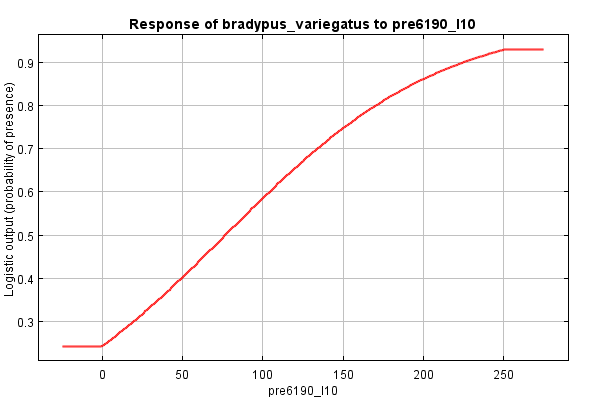 Response of bradypus_variegatus to pre6190_l10
Logistic output (probability of presence)
0.9
0.8
0.7
0.6
0.5
0.4
0.3
0 50 100 150 200 250
pre6190_l10